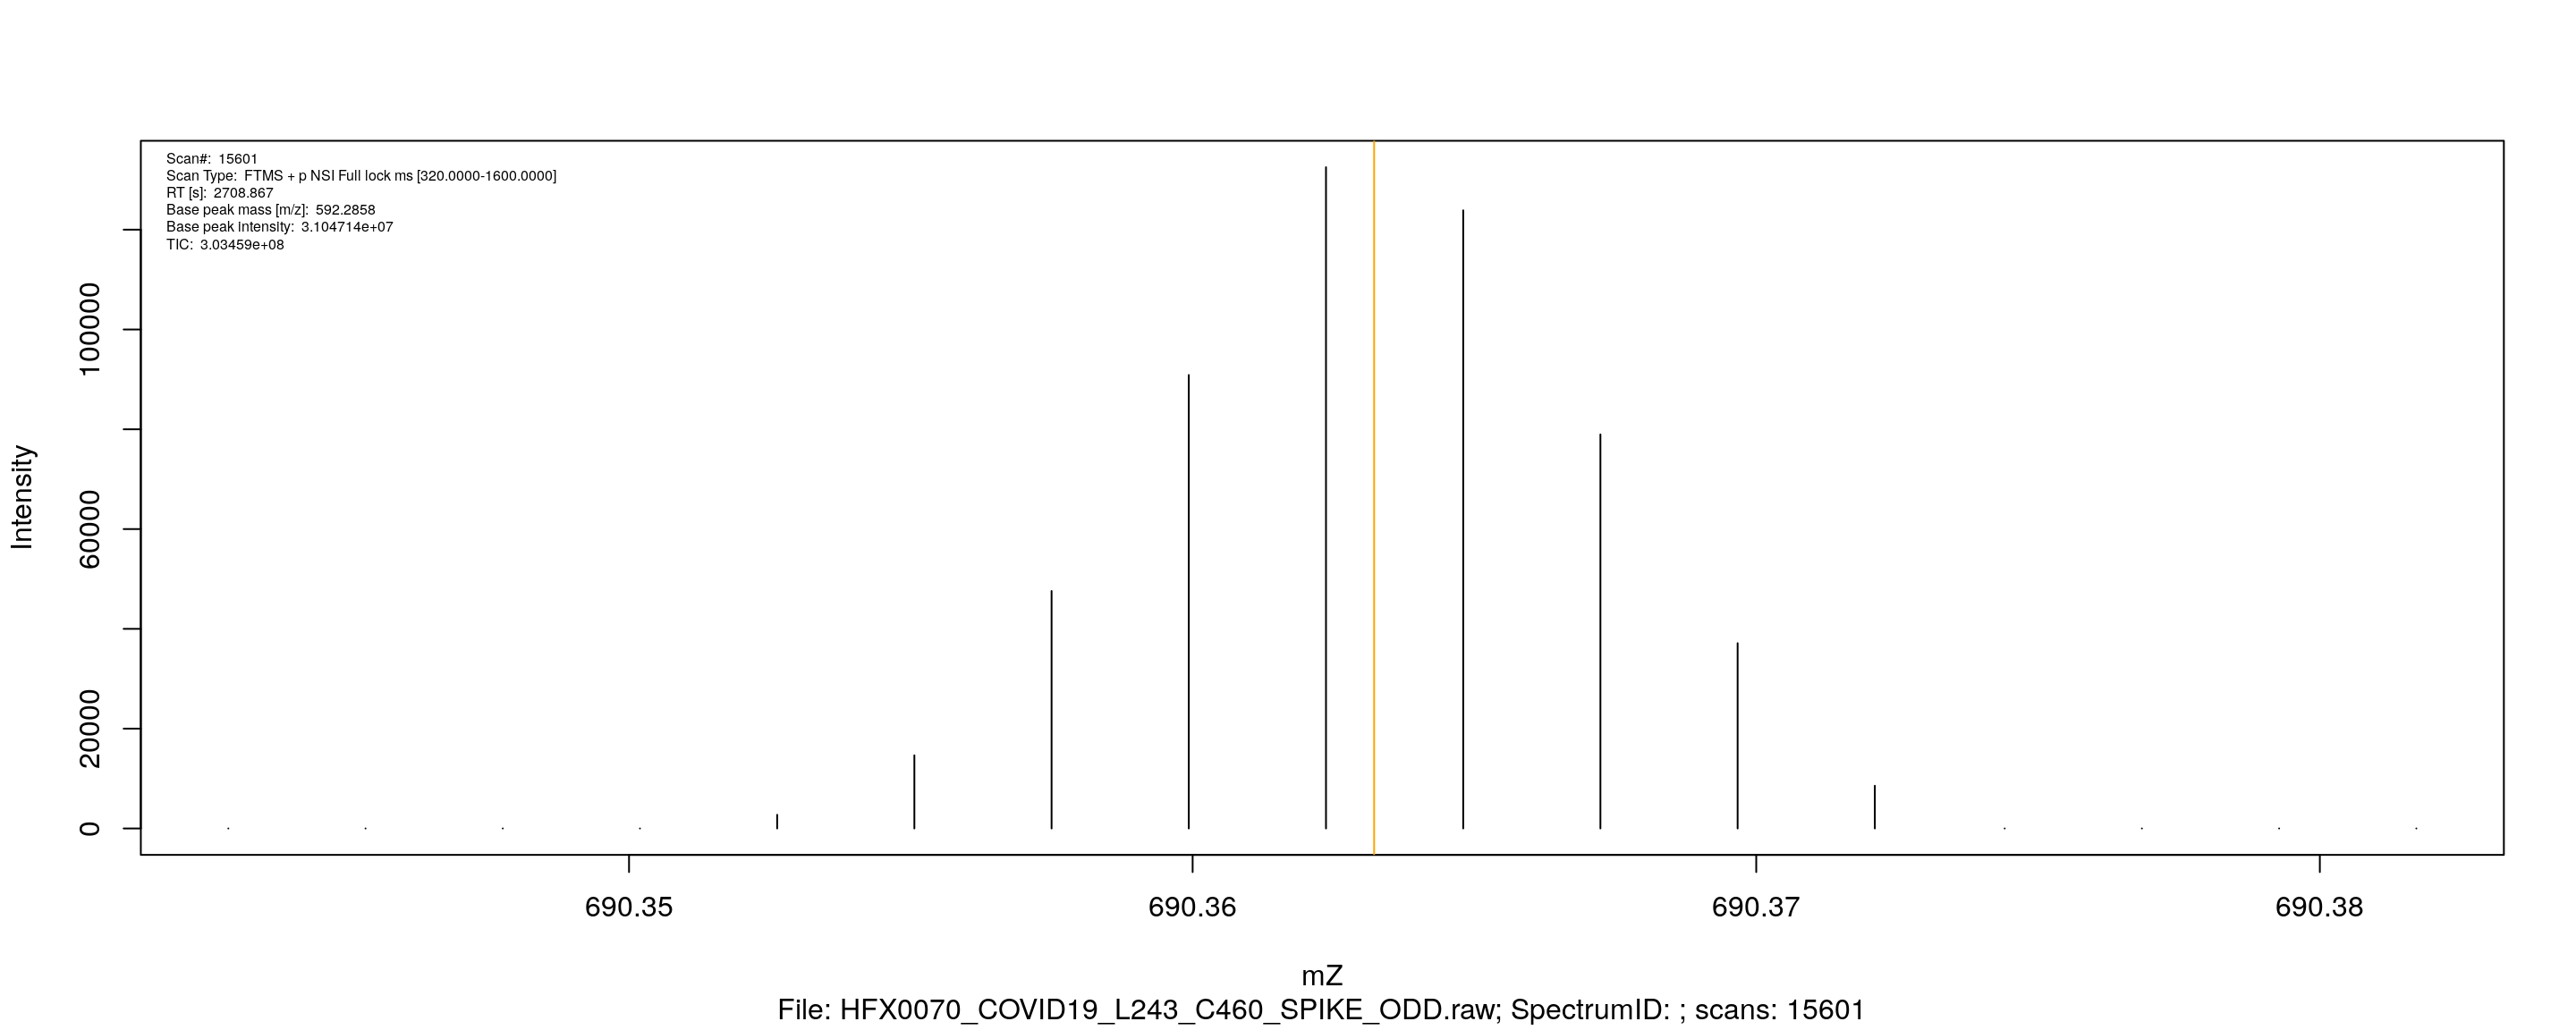 Scan#: 15601
Scan Type: FTMS + p NSI Full lock ms [320.0000-1600.0000]
RT [s]: 2708.867
Base peak mass [m/z]: 592.2858
Base peak intensity: 3.104714e+07
TIC: 3.03459e+08
Intensity
100000
60000
20000
0
690.35 690.36 690.37 690.38
mZ
File: HFX0070_COVID19_L243_C460_SPIKE_ODD.raw; SpectrumID: ; scans: 15601